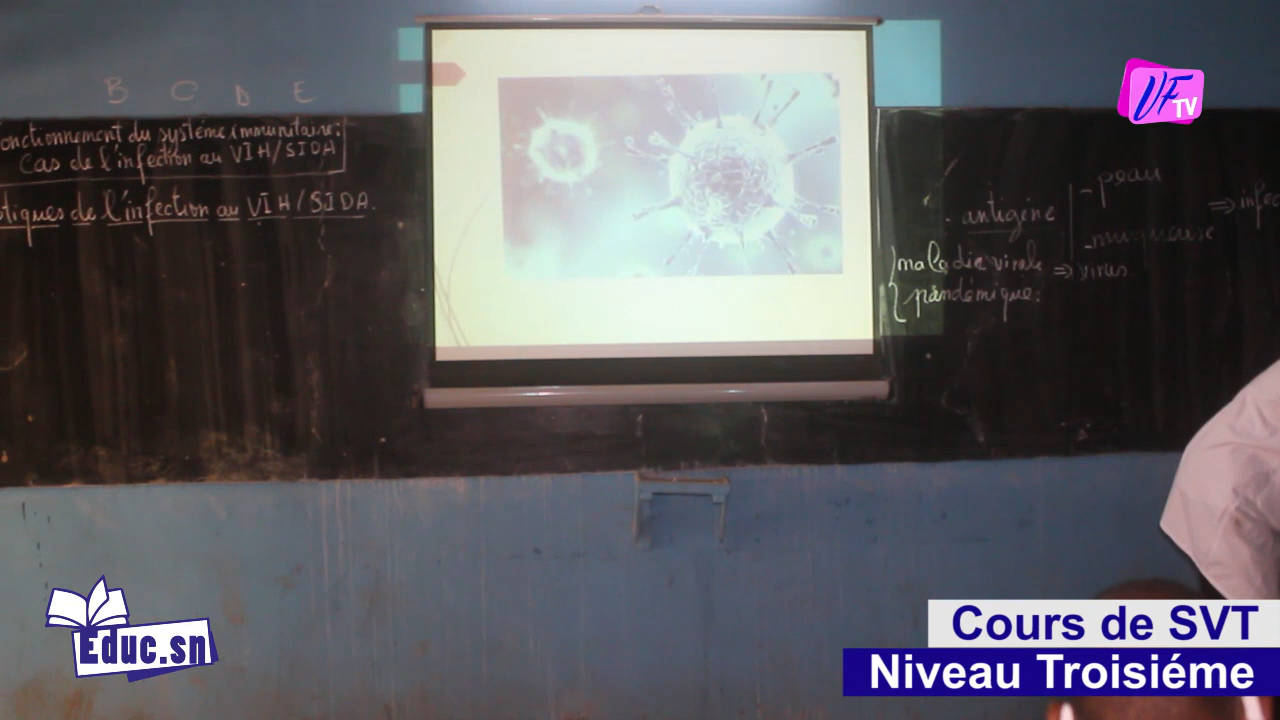 B C D E
onctionnement du système immunitaire:
Cas de l'infection au VIH/SIDA
tiques de l'infection au VIH/SIDA.
VF TV
- peau
antigène ⇒ infec
- muqueuse
maladie virale ⇒ virus
pandémique.
Educ.sn
Cours de SVT
Niveau Troisiéme